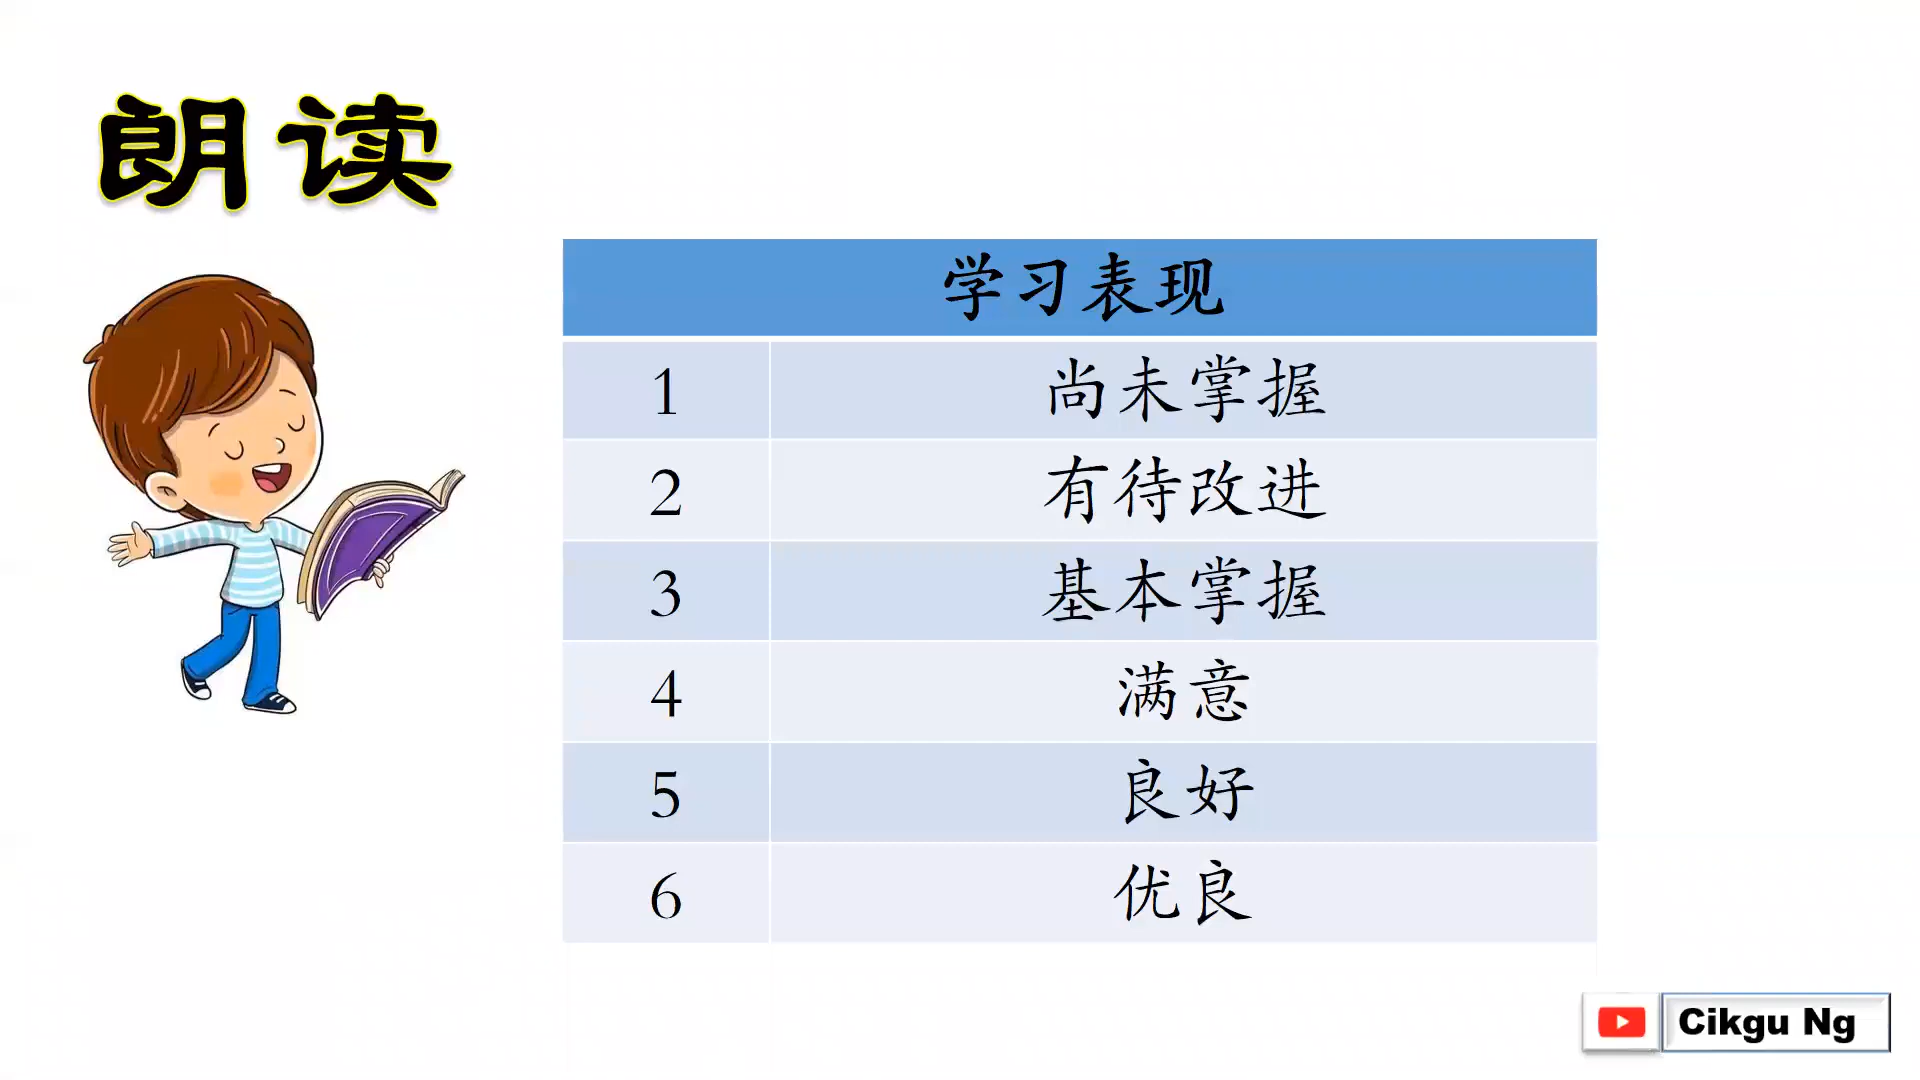 朗读
学习表现
1 尚未掌握
2 有待改进
3 基本掌握
4 满意
5 良好
6 优良
Cikgu Ng